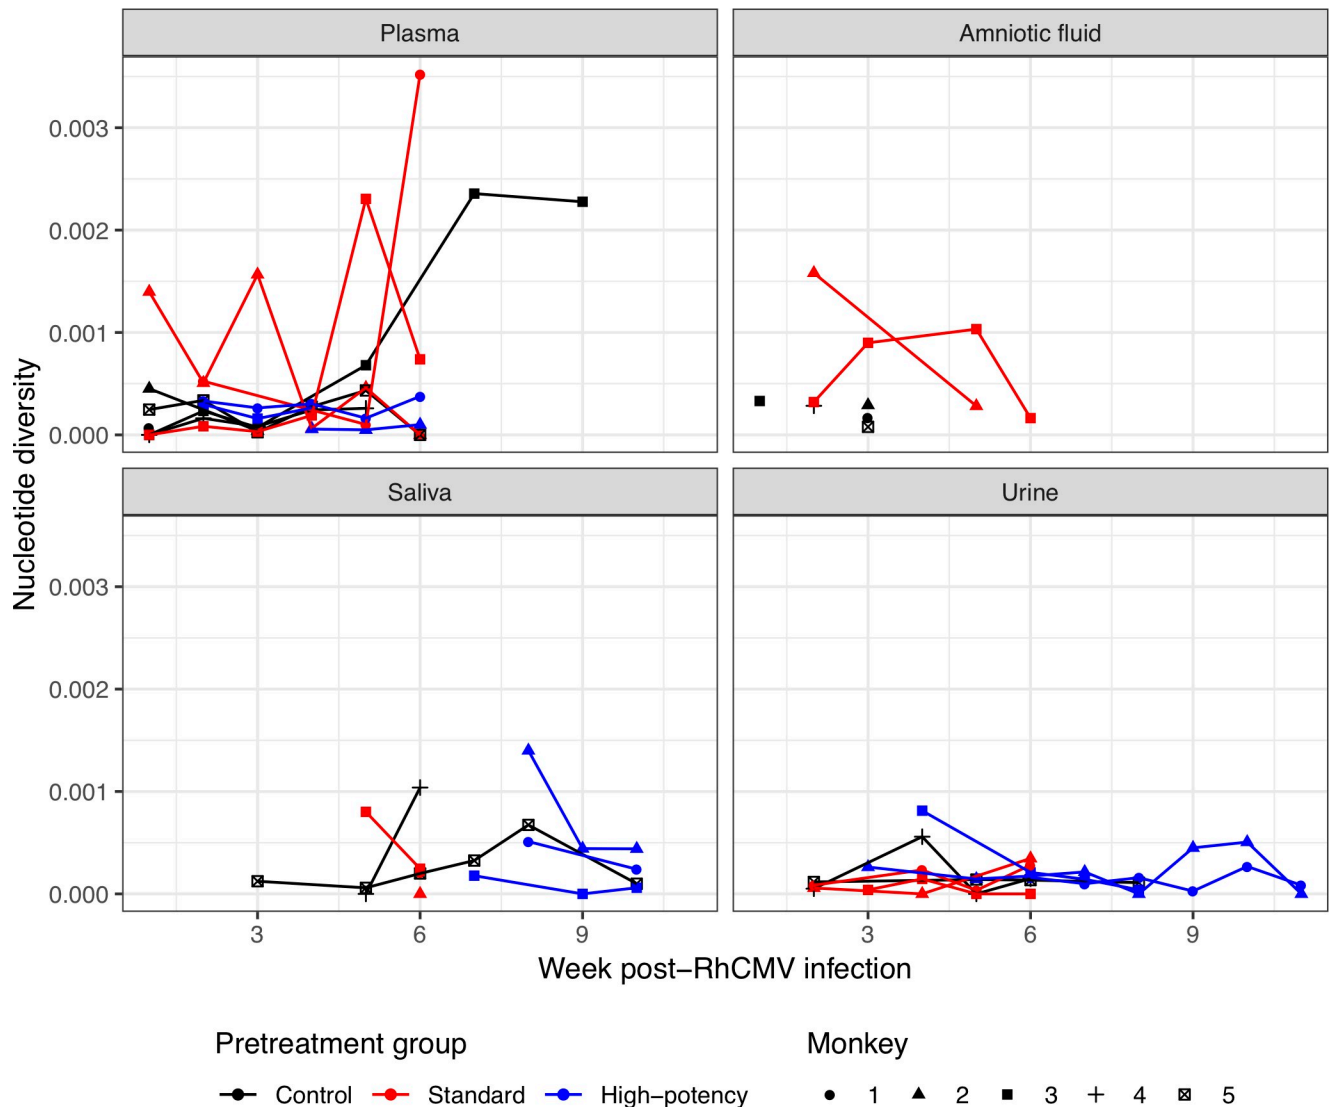 Plasma
Amniotic fluid
0.003
0.002
0.001
0.000
Saliva
Urine
0.003
0.002
0.001
0.000
Nucleotide diversity
3 6 9
3 6 9
Week post−RhCMV infection
Pretreatment group
Control Standard High−potency
Monkey
1 2 3 4 5